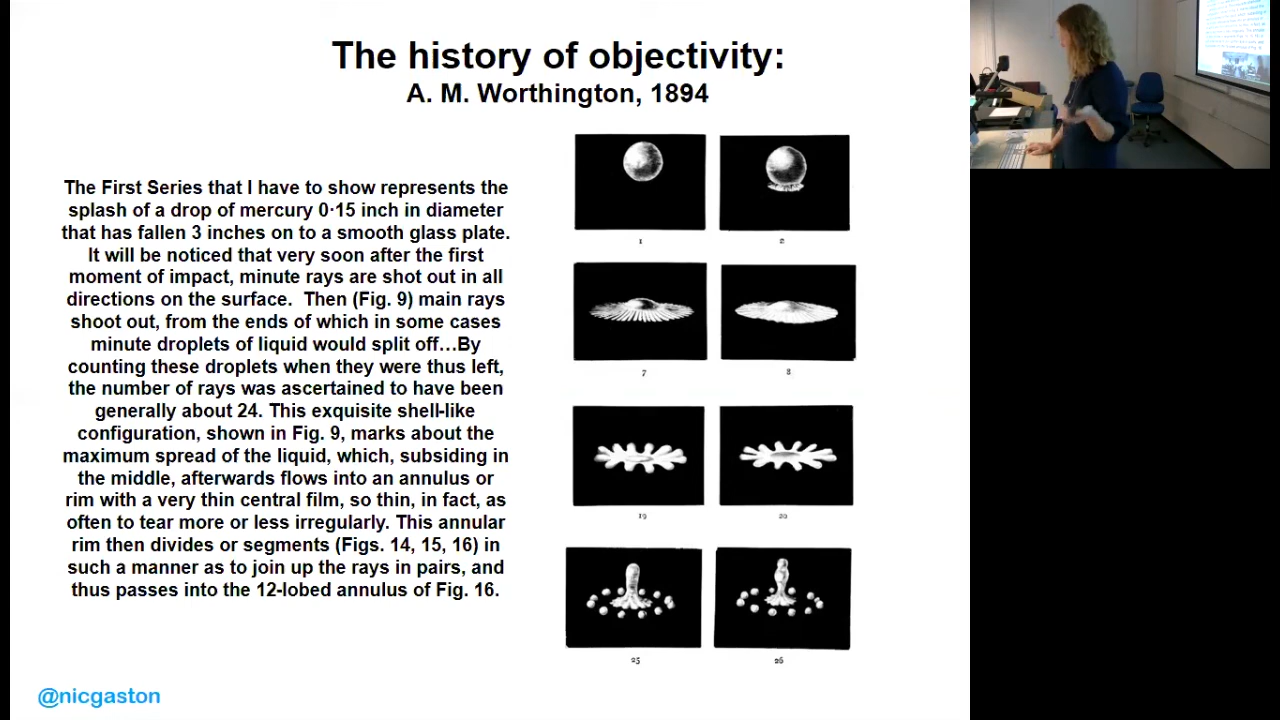 The history of objectivity:
A. M. Worthington, 1894
The First Series that I have to show represents the
splash of a drop of mercury 0·15 inch in diameter
that has fallen 3 inches on to a smooth glass plate.
It will be noticed that very soon after the first
moment of impact, minute rays are shot out in all
directions on the surface.  Then (Fig. 9) main rays
shoot out, from the ends of which in some cases
minute droplets of liquid would split off…By
counting these droplets when they were thus left,
the number of rays was ascertained to have been
generally about 24. This exquisite shell-like
configuration, shown in Fig. 9, marks about the
maximum spread of the liquid, which, subsiding in
the middle, afterwards flows into an annulus or
rim with a very thin central film, so thin, in fact, as
often to tear more or less irregularly. This annular
rim then divides or segments (Figs. 14, 15, 16) in
such a manner as to join up the rays in pairs, and
thus passes into the 12-lobed annulus of Fig. 16.
1 2
7 8
19 20
25 26
@nicgaston